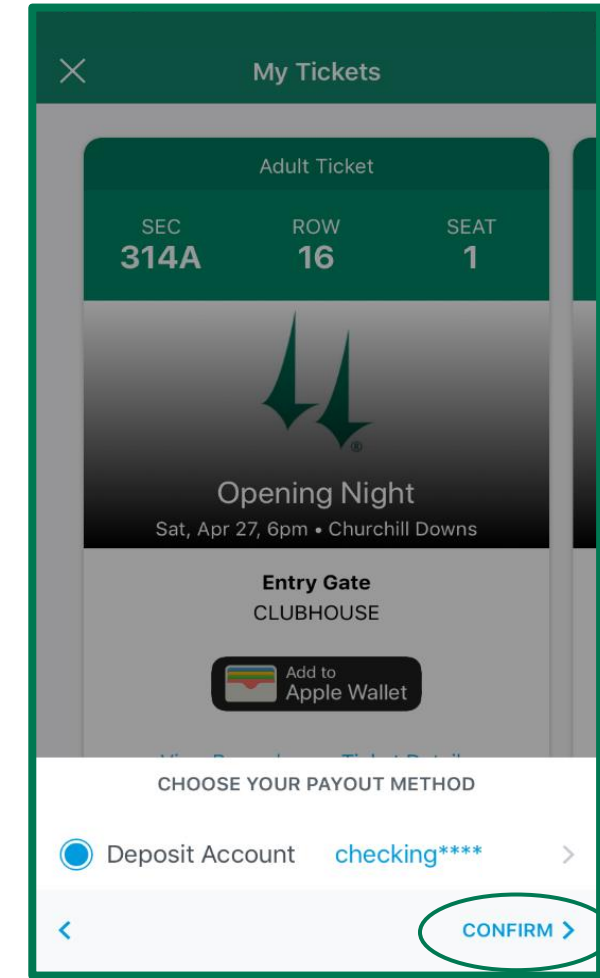 My Tickets
Adult Ticket
SEC ROW SEAT
314A 16 1
®
Opening Night
Sat, Apr 27, 6pm • Churchill Downs
Entry Gate
CLUBHOUSE
Add to
Apple Wallet
CHOOSE YOUR PAYOUT METHOD
Deposit Account checking****
CONFIRM